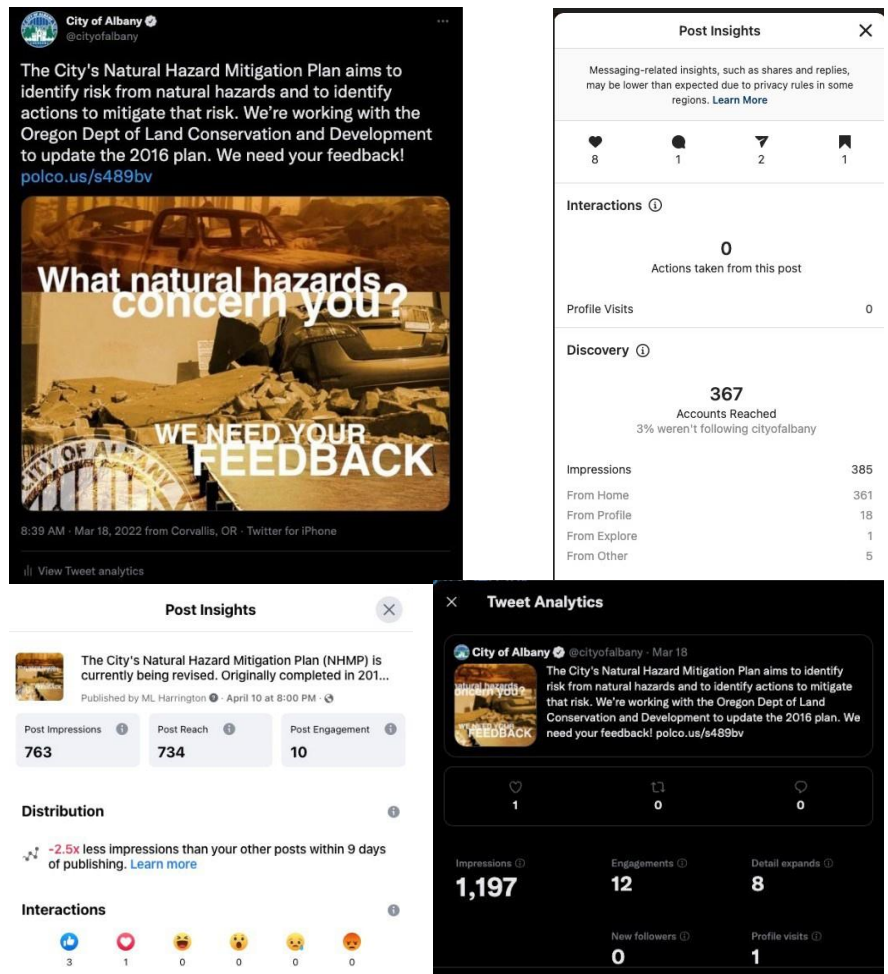 City of Albany
@cityofalbany
The City's Natural Hazard Mitigation Plan aims to
identify risk from natural hazards and to identify
actions to mitigate that risk. We're working with the
Oregon Dept of Land Conservation and Development
to update the 2016 plan. We need your feedback!
polco.us/s489bv
What natural hazards
concern you?
WE NEED YOUR
FEEDBACK
CITY OF ALBANY
8:39 AM · Mar 18, 2022 from Corvallis, OR · Twitter for iPhone
View Tweet analytics
Post Insights
Messaging-related insights, such as shares and replies,
may be lower than expected due to privacy rules in some
regions. Learn More
8 1 2 1
Interactions
0
Actions taken from this post
Profile Visits 0
Discovery
367
Accounts Reached
3% weren't following cityofalbany
Impressions 385
From Home 361
From Profile 18
From Explore 1
From Other 5
Post Insights
The City's Natural Hazard Mitigation Plan (NHMP) is
currently being revised. Originally completed in 201...
Published by ML Harrington · April 10 at 8:00 PM ·
Post Impressions Post Reach Post Engagement
763 734 10
Distribution
-2.5x less impressions than your other posts within 9 days
of publishing. Learn more
Interactions
3 1 0 0 0 0
Tweet Analytics
City of Albany @cityofalbany · Mar 18
The City's Natural Hazard Mitigation Plan aims to identify
risk from natural hazards and to identify actions to mitigate
that risk. We're working with the Oregon Dept of Land
Conservation and Development to update the 2016 plan. We
need your feedback! polco.us/s489bv
natural hazards
concern you?
WE NEED YOUR
FEEDBACK
1 0 0
Impressions Engagements Detail expands
1,197 12 8
New followers Profile visits
0 1